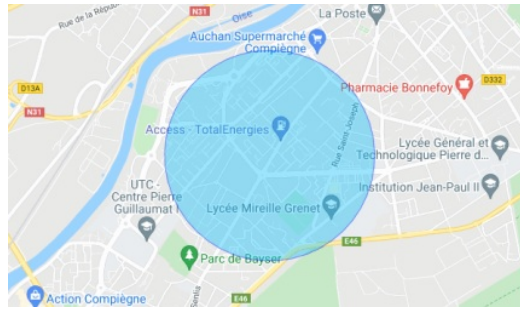 N31
Oise
La Poste
Rue de la Répu
Auchan Supermarché
Compiègne
D13A
N31
Pharmacie Bonnefoy
D332
Access - TotalEnergies
Rue Saint-Joseph
Lycée Général et
Technologique Pierre d...
UTC -
Centre Pierre
Guillaumat
Institution Jean-Paul II
Lycée Mireille Grenet
E46
Parc de Bayser
Senlis
E46
Action Compiègne